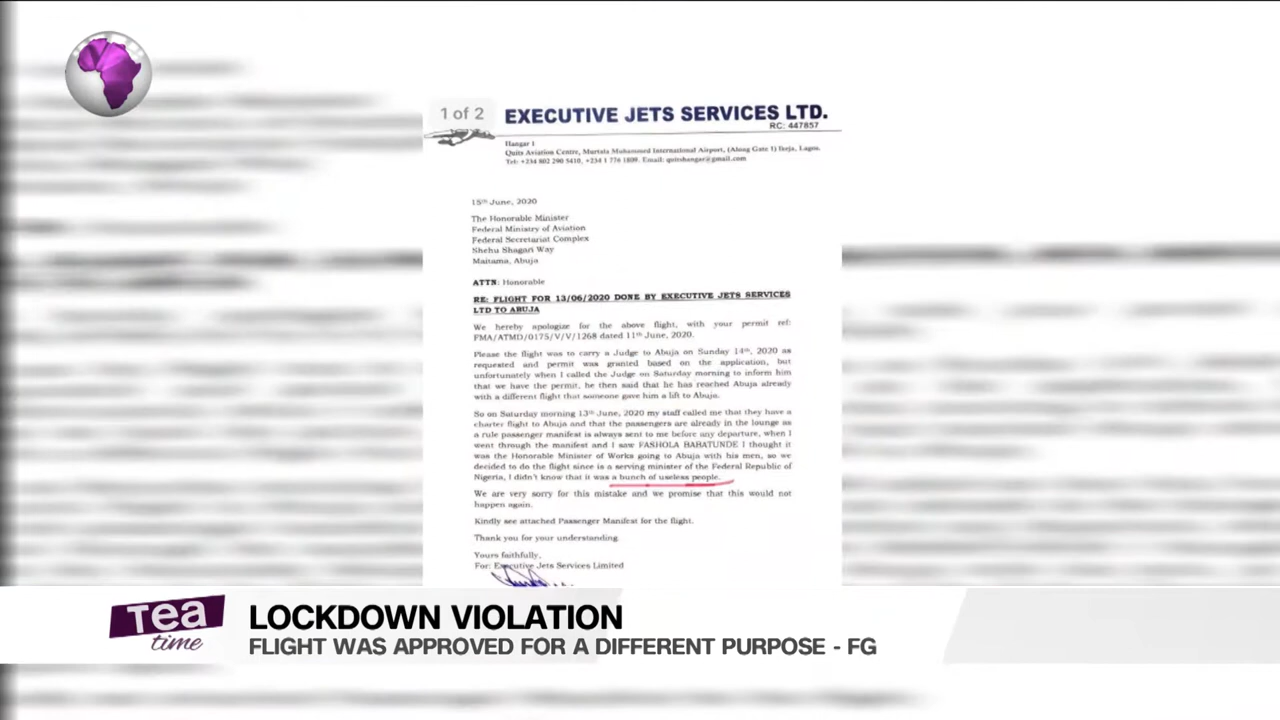 1 of 2
EXECUTIVE JETS SERVICES LTD.
RC: 447857
Hangar 1
Quits Aviation Centre, Murtala Muhammed International Airport, (Along Gate 1) Ikeja, Lagos.
Tel: +234 802 290 5410, +234 1 776 1809. Email: quitshangar@gmail.com
15th June, 2020
The Honorable Minister
Federal Ministry of Aviation
Federal Secretariat Complex
Shehu Shagari Way
Maitama, Abuja
ATTN: Honorable
RE: FLIGHT FOR 13/06/2020 DONE BY EXECUTIVE JETS SERVICES
LTD TO ABUJA
We hereby apologize for the above flight, with your permit ref:
FMA/ATMD/0175/V/V/1268 dated 11th June, 2020.
Please the flight was to carry a Judge to Abuja on Sunday 14th, 2020 as
requested and permit was granted based on the application, but
unfortunately when I called the Judge on Saturday morning to inform him
that we have the permit, he then said that he has reached Abuja already
with a different flight that someone gave him a lift to Abuja.
So on Saturday morning 13th June, 2020 my staff called me that they have a
charter flight to Abuja and that the passengers are already in the lounge as
a rule passenger manifest is always sent to me before any departure, when I
went through the manifest and I saw FASHOLA BABATUNDE I thought it
was the Honorable Minister of Works going to Abuja with his men, so we
decided to do the flight since is a serving minister of the Federal Republic of
Nigeria, I didn't know that it was a bunch of useless people.
We are very sorry for this mistake and we promise that this would not
happen again.
Kindly see attached Passenger Manifest for the flight.
Thank you for your understanding.
Yours faithfully,
For: Executive Jets Services Limited
Tea
time
LOCKDOWN VIOLATION
FLIGHT WAS APPROVED FOR A DIFFERENT PURPOSE - FG